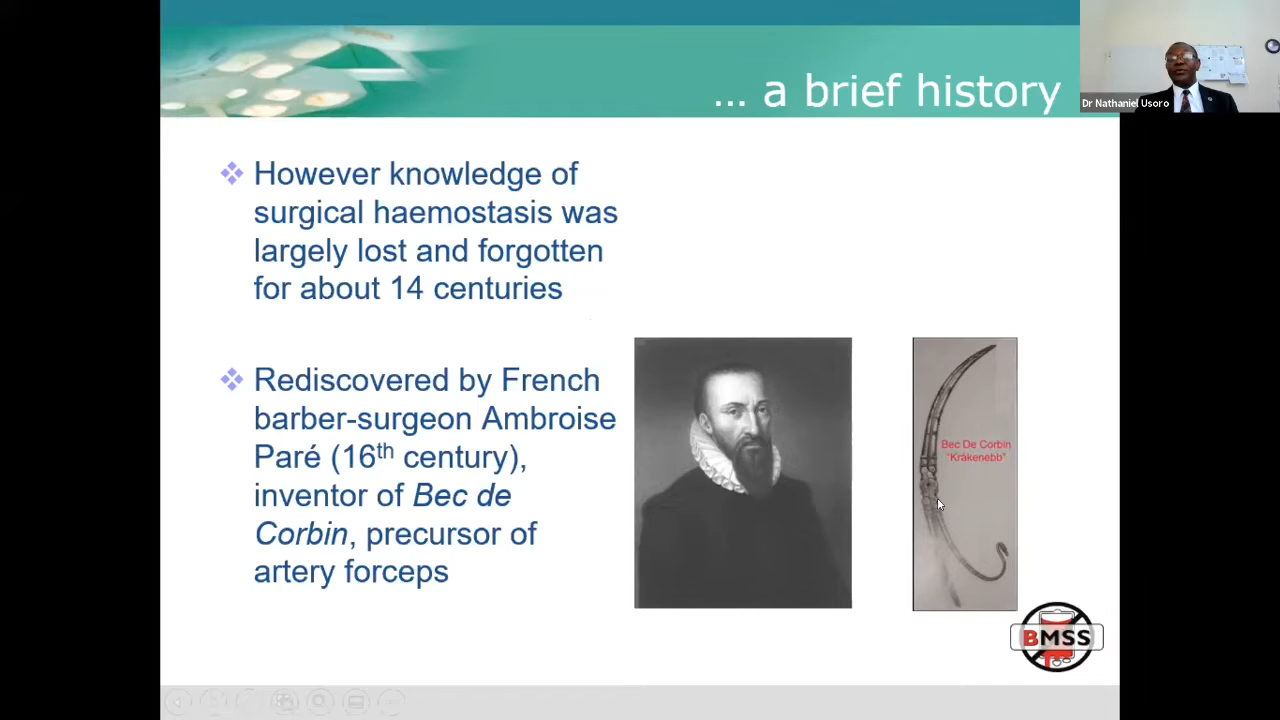 ... a brief history
Dr Nathaniel Usoro
However knowledge of
surgical haemostasis was
largely lost and forgotten
for about 14 centuries
Rediscovered by French
barber-surgeon Ambroise
Paré (16th century),
inventor of Bec de
Corbin, precursor of
artery forceps
Bec De Corbin
"Kråkenebb"
BMSS